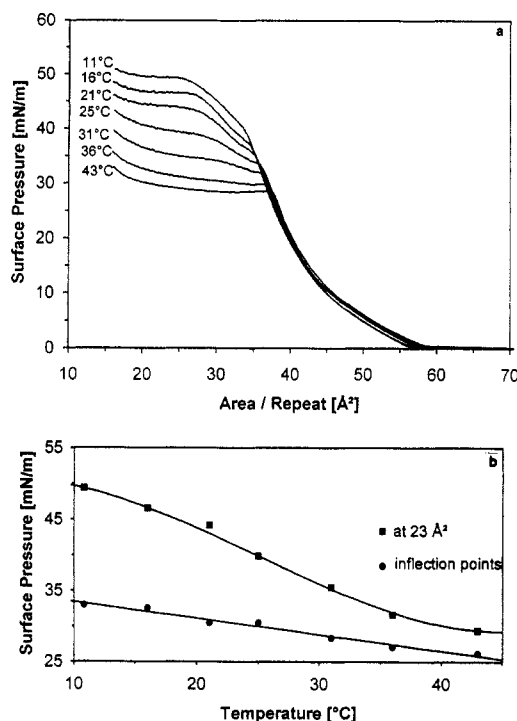 a
Surface Pressure [mN/m]
60
50
40
30
20
10
0
11°C
16°C
21°C
25°C
31°C
36°C
43°C
10 20 30 40 50 60 70
Area / Repeat [Å²]
b
Surface Pressure [mN/m]
55
45
35
25
at 23 Å²
inflection points
10 20 30 40
Temperature [°C]